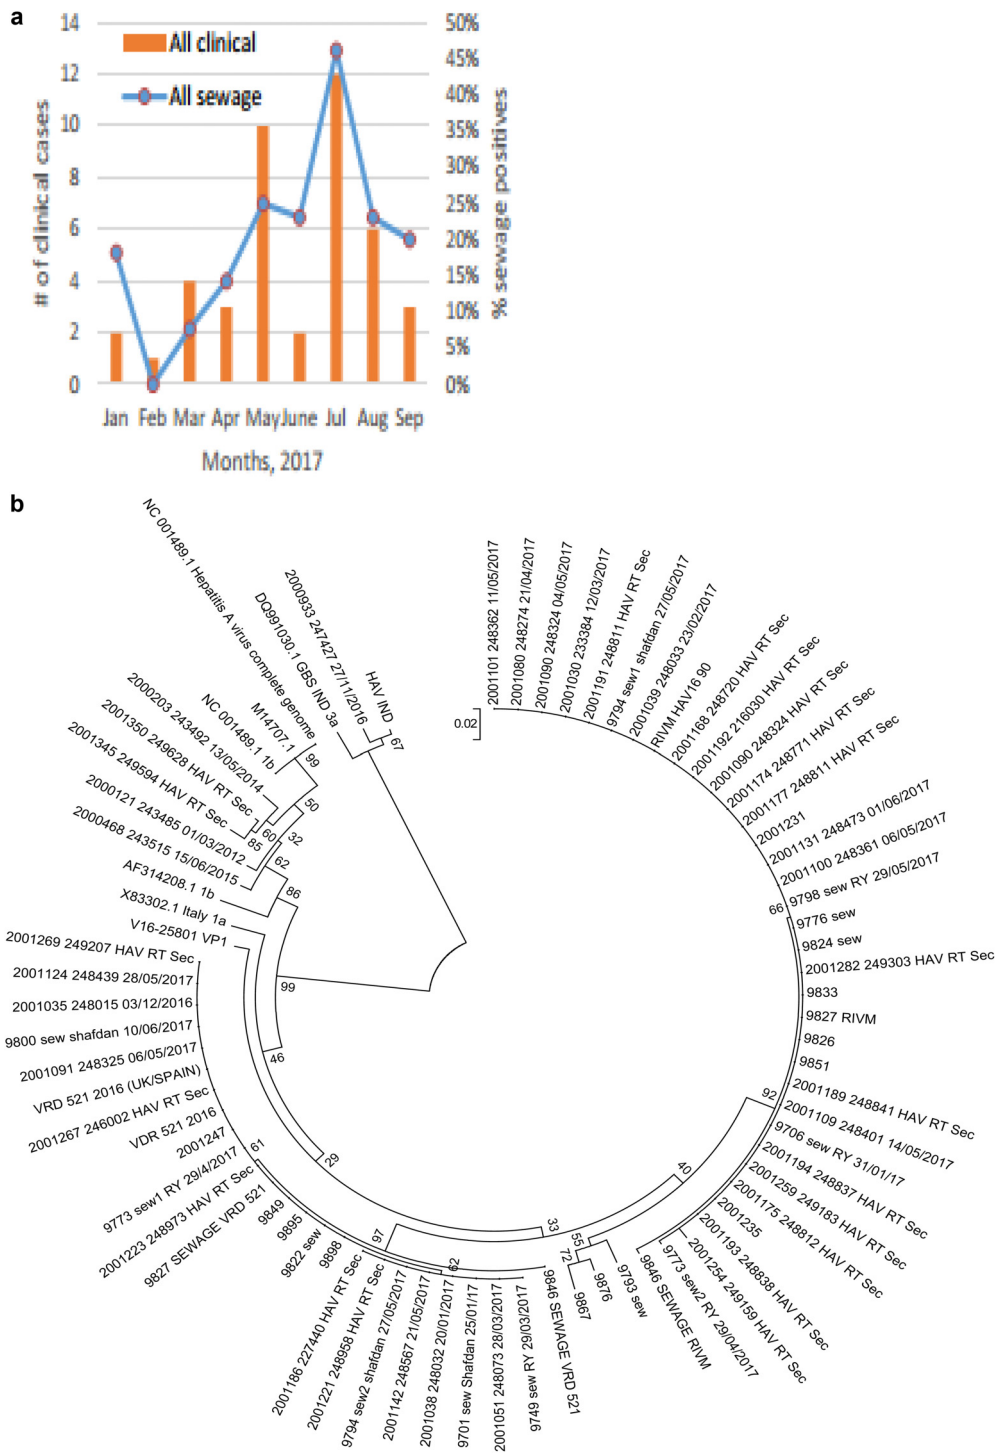 a
14
12
10
8
6
4
2
0
# of clinical cases
All clinical
All sewage
50%
45%
40%
35%
30%
25%
20%
15%
10%
5%
0%
% sewage positives
Jan Feb Mar Apr May June Jul Aug Sep
Months, 2017
b
0.02
2001101 248362 11/05/2017
2001080 248274 21/04/2017
2001090 248324 04/05/2017
2001030 233384 12/03/2017
2001191 248811 HAV RT Sec
9794 sew1 shafdan 27/05/2017
2001039 248033 23/02/2017
RIVM HAV16 90
2001168 248720 HAV RT Sec
2001192 216030 HAV RT Sec
2001090 248324 HAV RT Sec
2001174 248771 HAV RT Sec
2001177 248811 HAV RT Sec
2001231
2001131 248473 01/06/2017
2001100 248361 06/05/2017
9798 sew RY 29/05/2017
66
9776 sew
9824 sew
2001282 249303 HAV RT Sec
9833
9827 RIVM
9826
9851
92
2001189 248841 HAV RT Sec
2001109 248401 14/05/2017
9706 sew RY 31/01/17
2001194 248837 HAV RT Sec
2001259 249183 HAV RT Sec
2001175 248812 HAV RT Sec
2001235
2001193 248838 HAV RT Sec
2001254 249159 HAV RT Sec
9773 sew2 RY 29/04/2017
9846 SEWAGE RIVM
40
9793 sew
55
9876
72
9867
33
9846 SEWAGE VRD 521
9749 sew RY 29/03/2017
2001051 248073 28/03/2017
9701 sew Shafdan 25/01/17
2001038 248032 20/01/2017
62
2001142 248567 21/05/2017
9794 sew2 shafdan 27/05/2017
2001221 248958 HAV RT Sec
97
2001186 227440 HAV RT Sec
9898
9822 sew
9895
9849
9827 SEWAGE VRD 521
2001223 248973 HAV RT Sec
61
9773 sew1 RY 29/4/2017
2001247
VDR 521 2016
2001267 246002 HAV RT Sec
VRD 521 2016 (UK/SPAIN)
2001091 248325 06/05/2017
9800 sew shafdan 10/06/2017
2001035 248015 03/12/2016
2001124 248439 28/05/2017
2001269 249207 HAV RT Sec
29
46
99
V16-25801 VP1
X83302.1 Italy 1a
AF314208.1 1b
86
2000468 243515 15/06/2015
62
2000121 243485 01/03/2012
32
2001345 249594 HAV RT Sec
85
2001350 249628 HAV RT Sec
60
2000203 243492 13/05/2014
50
NC 001489.1 1b
M14707.1
99
NC 001489.1 Hepatitis A virus complete genome
DQ991030.1 GBS IND 3a
2000933 247427 27/11/2016
HAV IND
67